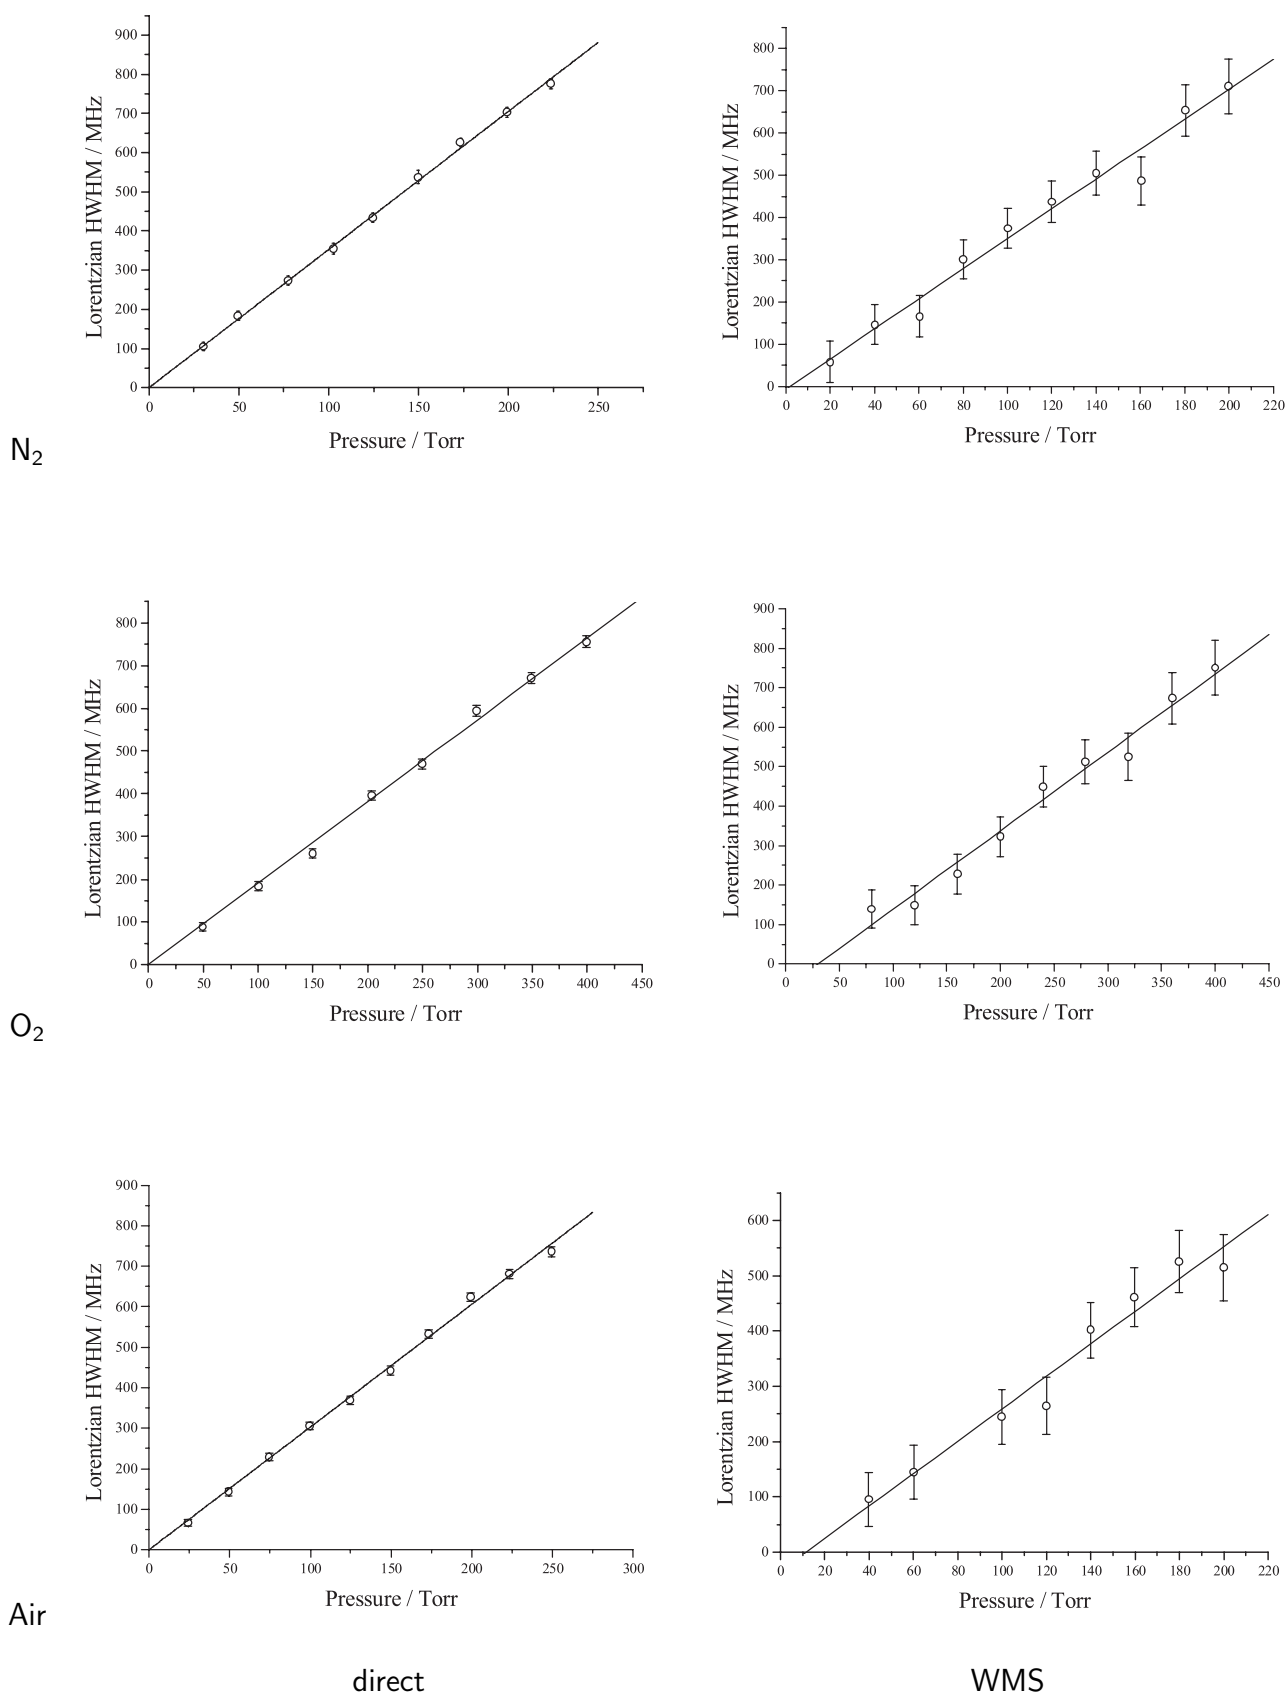 900
800
700
600
500
400
300
200
100
0
Lorentzian HWHM / MHz
0 50 100 150 200 250
Pressure / Torr
800
700
600
500
400
300
200
100
0
Lorentzian HWHM / MHz
0 20 40 60 80 100 120 140 160 180 200 220
Pressure / Torr
N₂
800
700
600
500
400
300
200
100
0
Lorentzian HWHM / MHz
0 50 100 150 200 250 300 350 400 450
Pressure / Torr
900
800
700
600
500
400
300
200
100
0
Lorentzian HWHM / MHz
0 50 100 150 200 250 300 350 400 450
Pressure / Torr
O₂
900
800
700
600
500
400
300
200
100
0
Lorentzian HWHM / MHz
0 50 100 150 200 250 300
Pressure / Torr
600
500
400
300
200
100
0
Lorentzian HWHM / MHz
0 20 40 60 80 100 120 140 160 180 200 220
Pressure / Torr
Air
direct WMS